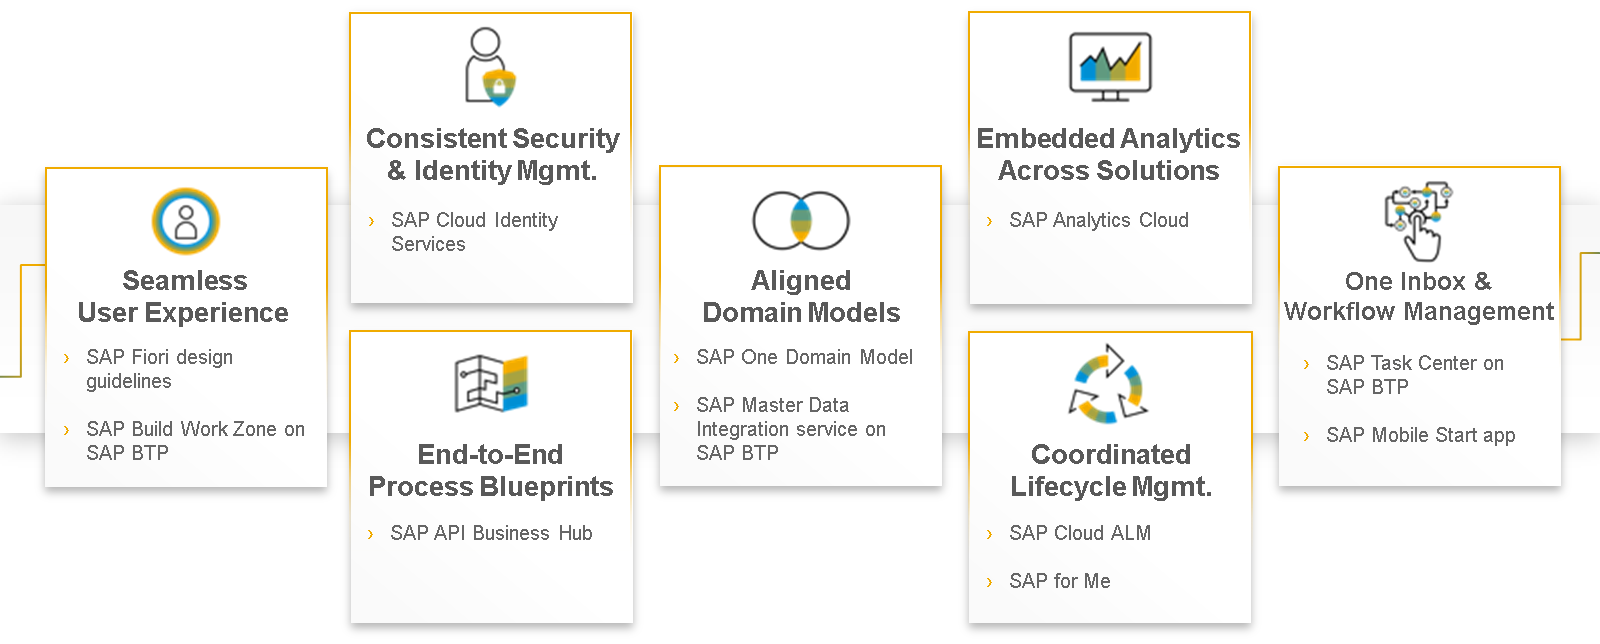 Seamless
User Experience
› SAP Fiori design
guidelines
› SAP Build Work Zone on
SAP BTP
Consistent Security
& Identity Mgmt.
› SAP Cloud Identity
Services
End-to-End
Process Blueprints
› SAP API Business Hub
Aligned
Domain Models
› SAP One Domain Model
› SAP Master Data
Integration service on
SAP BTP
Embedded Analytics
Across Solutions
› SAP Analytics Cloud
Coordinated
Lifecycle Mgmt.
› SAP Cloud ALM
› SAP for Me
One Inbox &
Workflow Management
› SAP Task Center on
SAP BTP
› SAP Mobile Start app